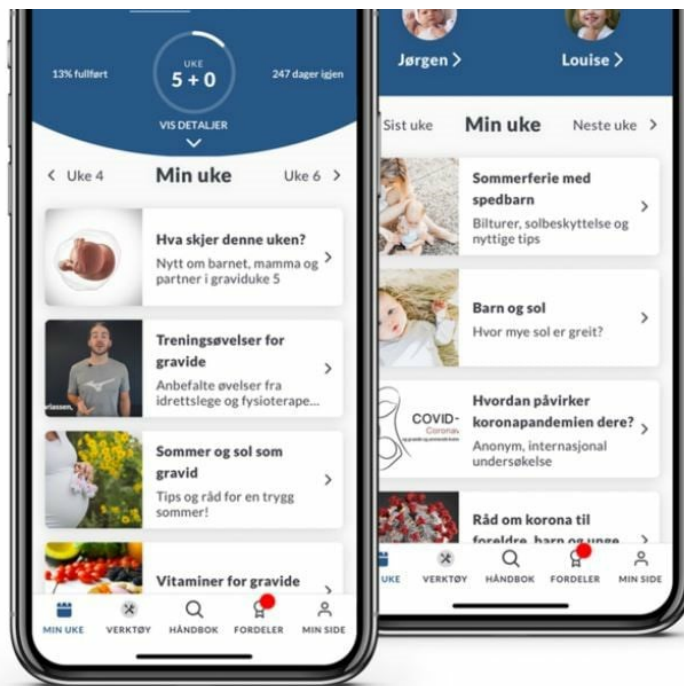 13% fullført
UKE
5 + 0
247 dager igjen
VIS DETALJER
Uke 4
Min uke
Uke 6
Hva skjer denne uken?
Nytt om barnet, mamma og
partner i graviduke 5
Treningsøvelser for
gravide
Anbefalte øvelser fra
idrettslege og fysioterape...
Sommer og sol som
gravid
Tips og råd for en trygg
sommer!
Vitaminer for gravide
MIN UKE
VERKTØY
HÅNDBOK
FORDELER
MIN SIDE
Jørgen
Louise
Sist uke
Min uke
Neste uke
Sommerferie med
spedbarn
Bilturer, solbeskyttelse og
nyttige tips
Barn og sol
Hvor mye sol er greit?
COVID-
Hvordan påvirker
koronapandemien dere?
Anonym, internasjonal
undersøkelse
Råd om korona til
foreldre, barn og unge
UKE
VERKTØY
HÅNDBOK
FORDELER
MIN SIDE